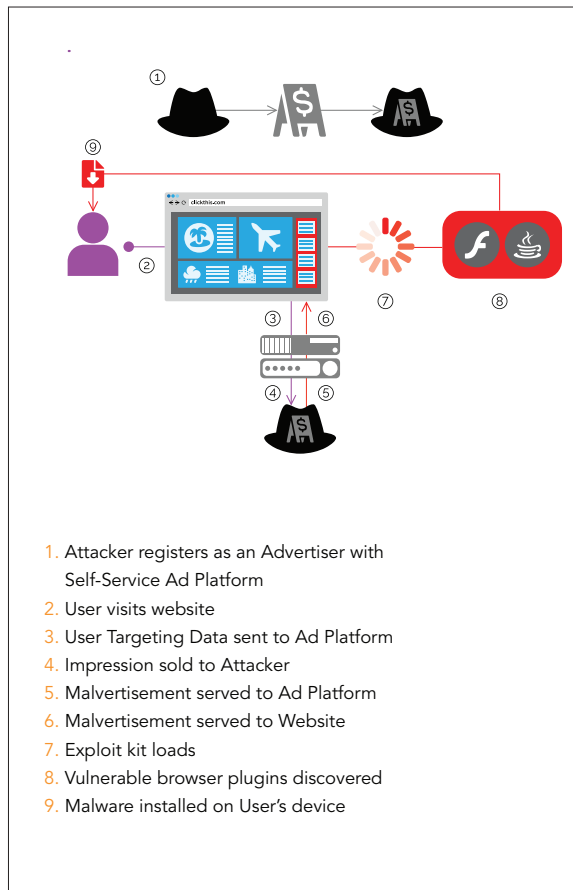 ①
$
$
⑨
clickthis.com
②
③
⑥
⑦
⑧
④
⑤
$
1. Attacker registers as an Advertiser with
Self-Service Ad Platform
2. User visits website
3. User Targeting Data sent to Ad Platform
4. Impression sold to Attacker
5. Malvertisement served to Ad Platform
6. Malvertisement served to Website
7. Exploit kit loads
8. Vulnerable browser plugins discovered
9. Malware installed on User’s device